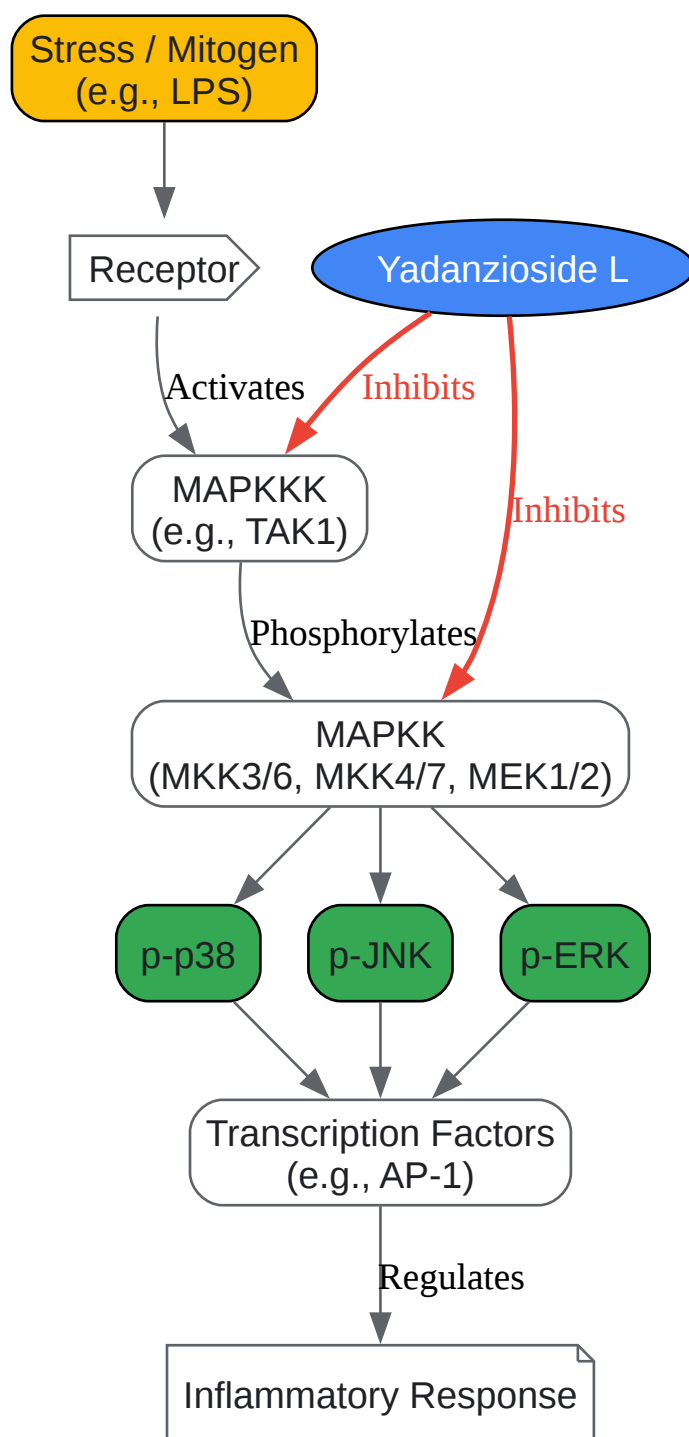 Stress / Mitogen
(e.g., LPS)
Receptor
Yadanzioside L
Activates
Inhibits
MAPKKK
(e.g., TAK1)
Inhibits
Phosphorylates
MAPKK
(MKK3/6, MKK4/7, MEK1/2)
p-p38
p-JNK
p-ERK
Transcription Factors
(e.g., AP-1)
Regulates
Inflammatory Response